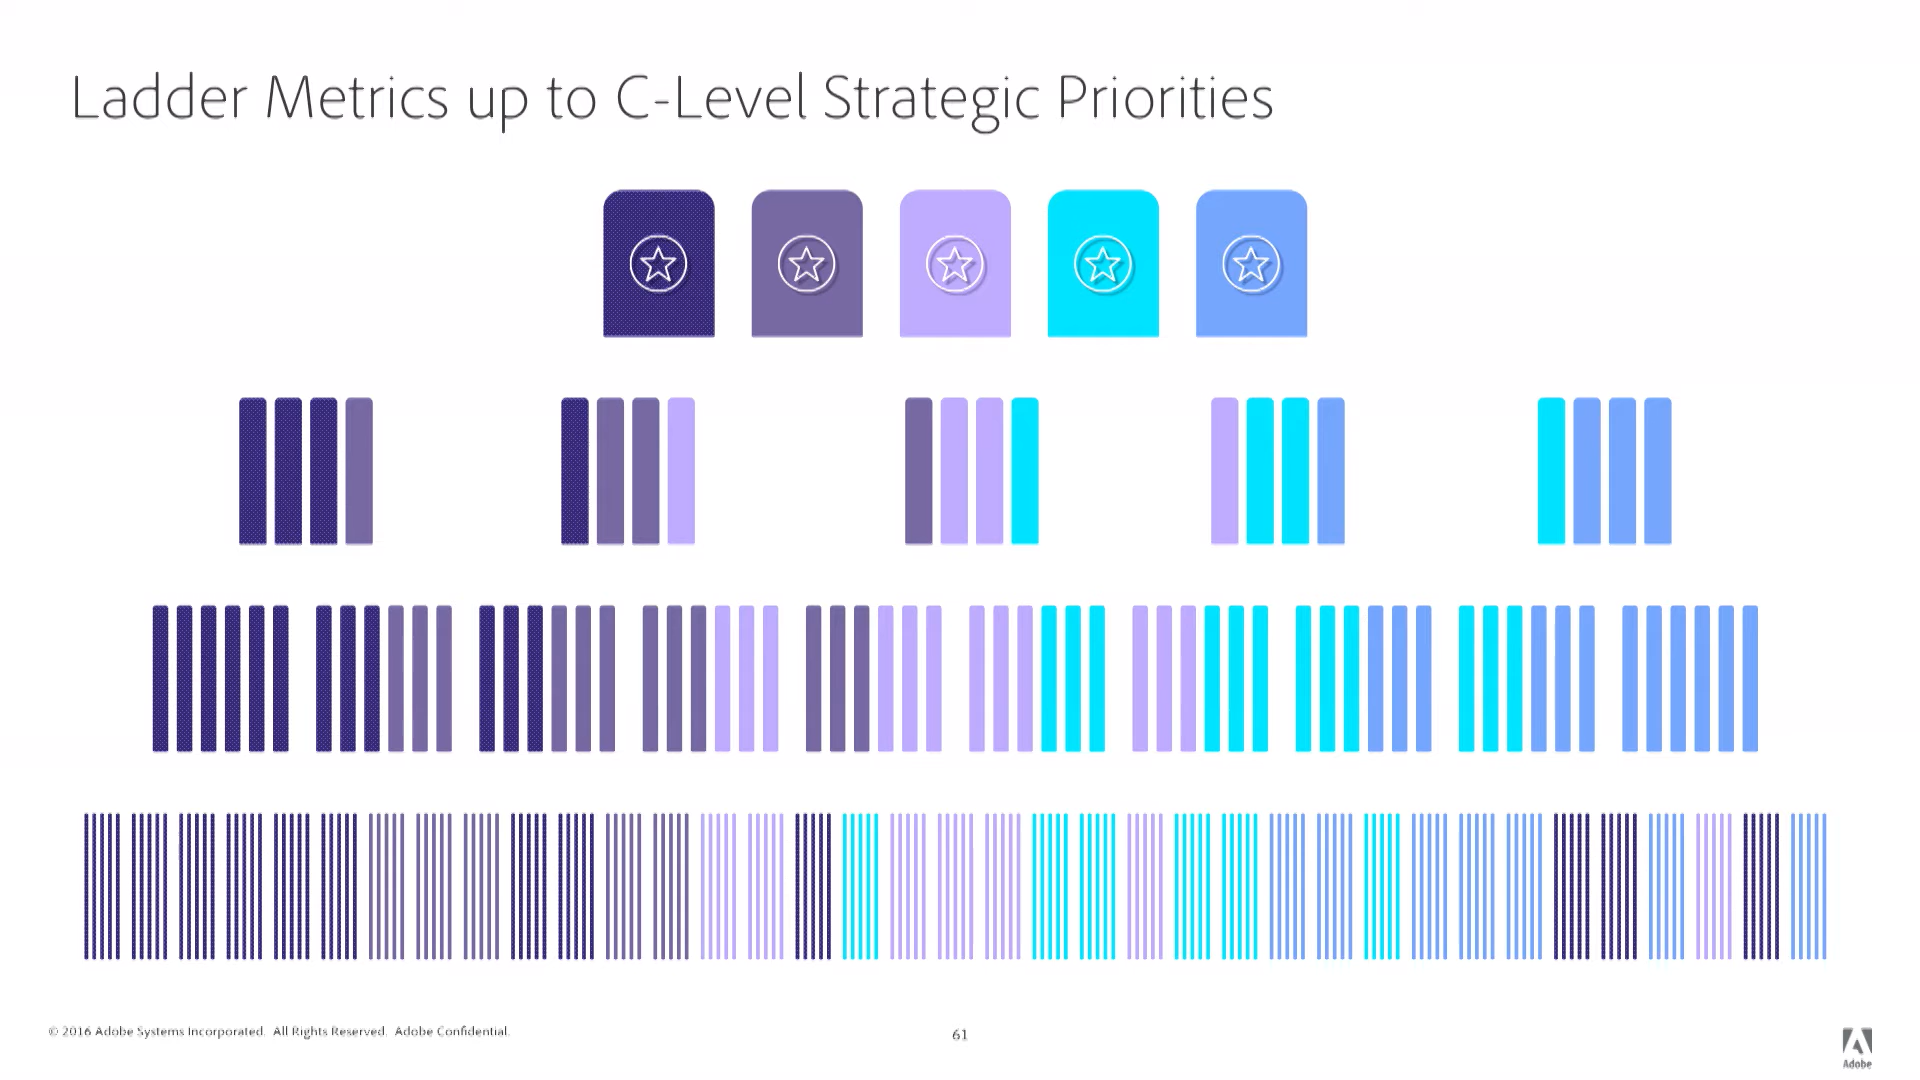 Ladder Metrics up to C-Level Strategic Priorities
© 2016 Adobe Systems Incorporated. All Rights Reserved. Adobe Confidential.
61
Adobe